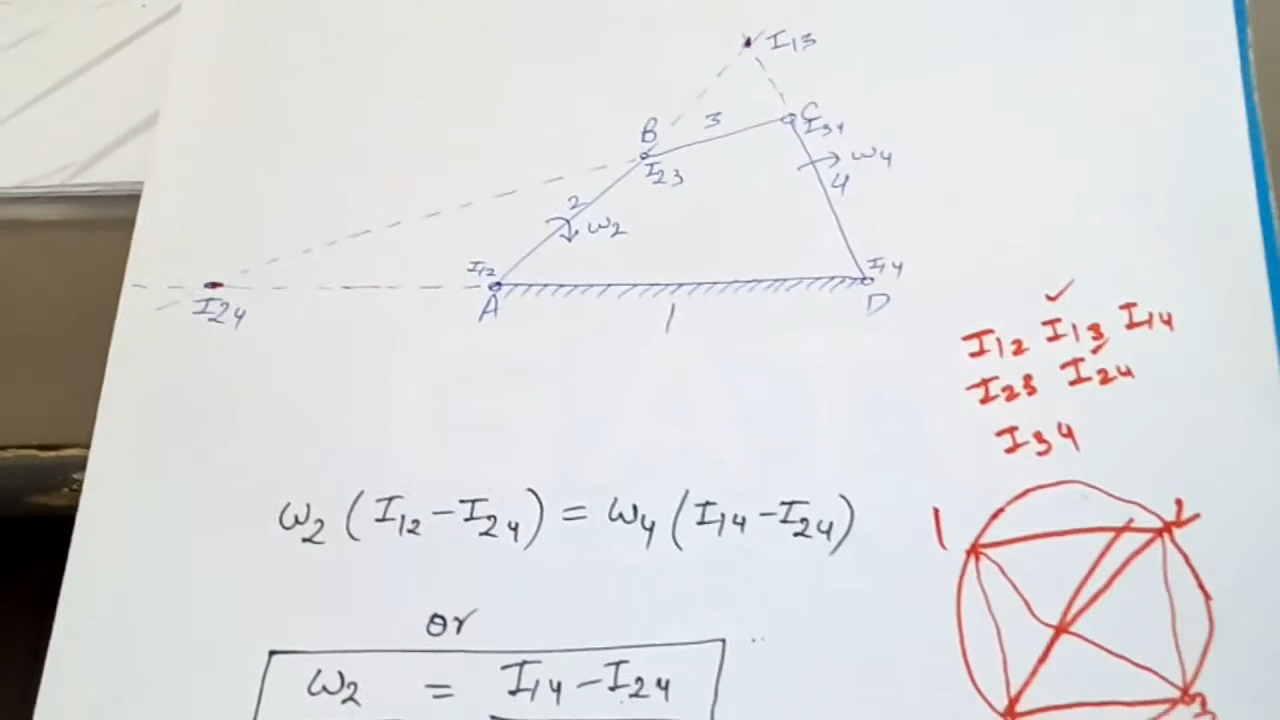 I13
B
3
C
I34
I23
ω4
4
2
ω2
I12
I14
I24
A
1
D
I12 I13 I14
I23 I24
I34
ω2 (I12 - I24) = ω4 (I14 - I24)
1
2
or
ω2 = I14 - I24
3